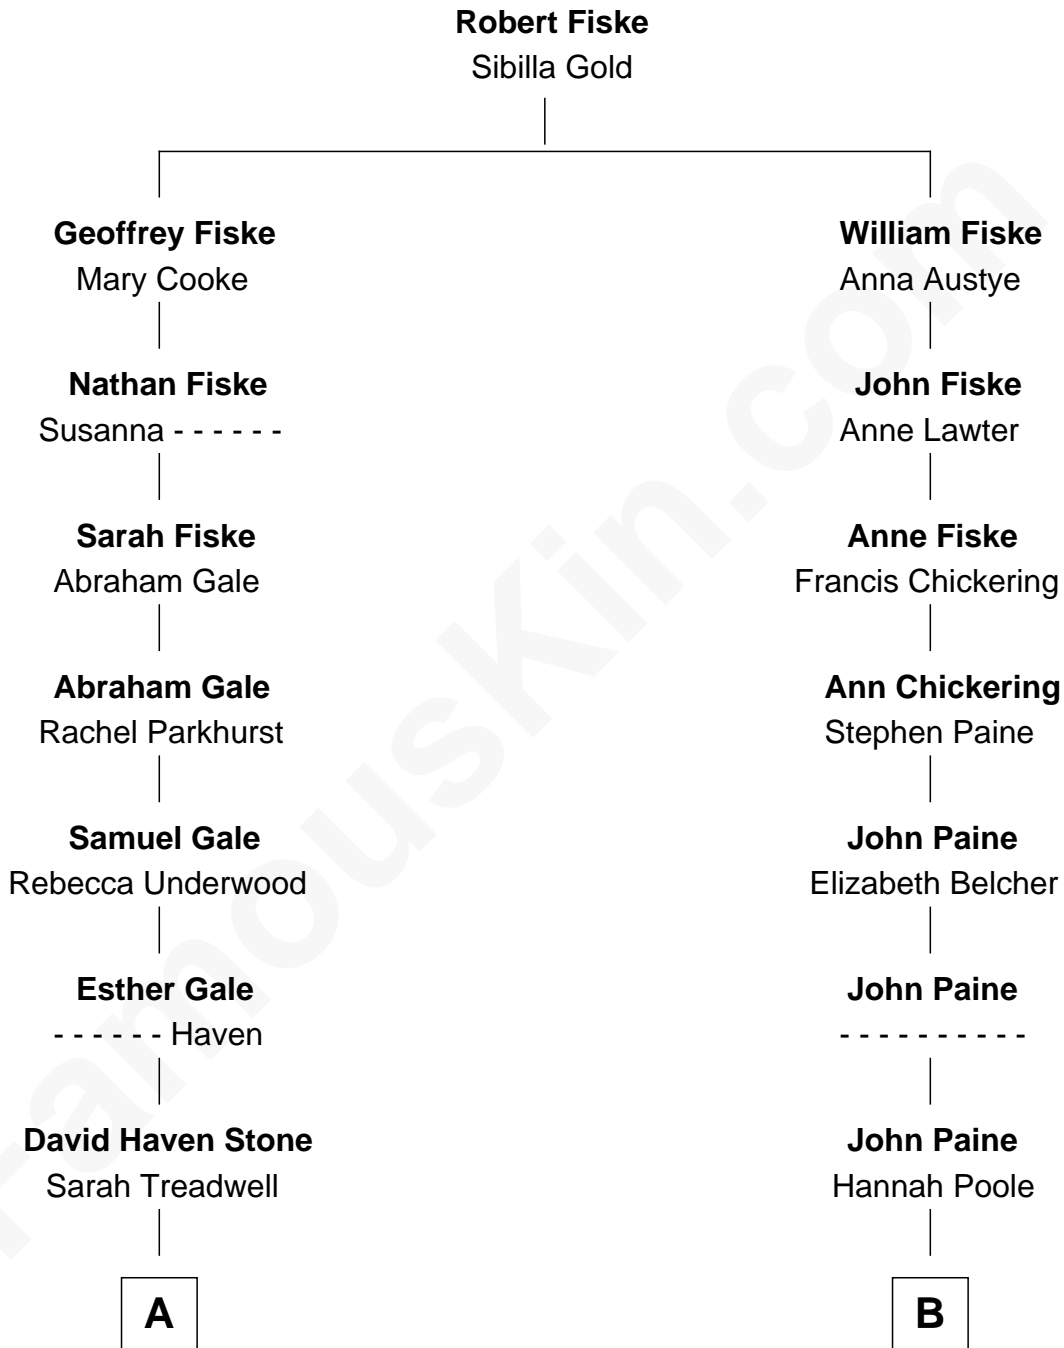 Robert Fiske
Sibilla Gold
Geoffrey Fiske
Mary Cooke
William Fiske
Anna Austye
Nathan Fiske
Susanna - - - - - -
John Fiske
Anne Lawter
Sarah Fiske
Abraham Gale
Anne Fiske
Francis Chickering
Abraham Gale
Rachel Parkhurst
Ann Chickering
Stephen Paine
Samuel Gale
Rebecca Underwood
John Paine
Elizabeth Belcher
Esther Gale
- - - - - - Haven
John Paine
- - - - - - - - - -
David Haven Stone
Sarah Treadwell
John Paine
Hannah Poole
A
B
FamousKin.com